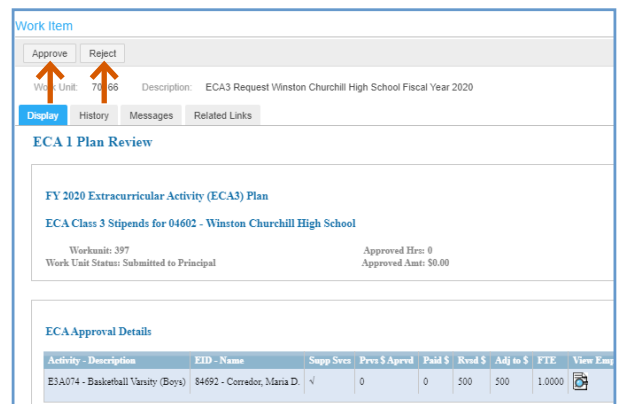 Work Item
Approve Reject
Work Unit: 70166 Description: ECA3 Request Winston Churchill High School Fiscal Year 2020
Display History Messages Related Links
ECA 1 Plan Review
FY 2020 Extracurricular Activity (ECA3) Plan
ECA Class 3 Stipends for 04602 - Winston Churchill High School
Workunit: 397 Approved Hrs: 0
Work Unit Status: Submitted to Principal Approved Amt: $0.00
ECA Approval Details
Activity - Description EID - Name Supp Svcs Prvs $ Aprvd Paid $ Rvsd $ Adj to $ FTE View Emp
E3A074 - Basketball Varsity (Boys) 84692 - Corredor, Maria D. √ 0 0 500 500 1.0000